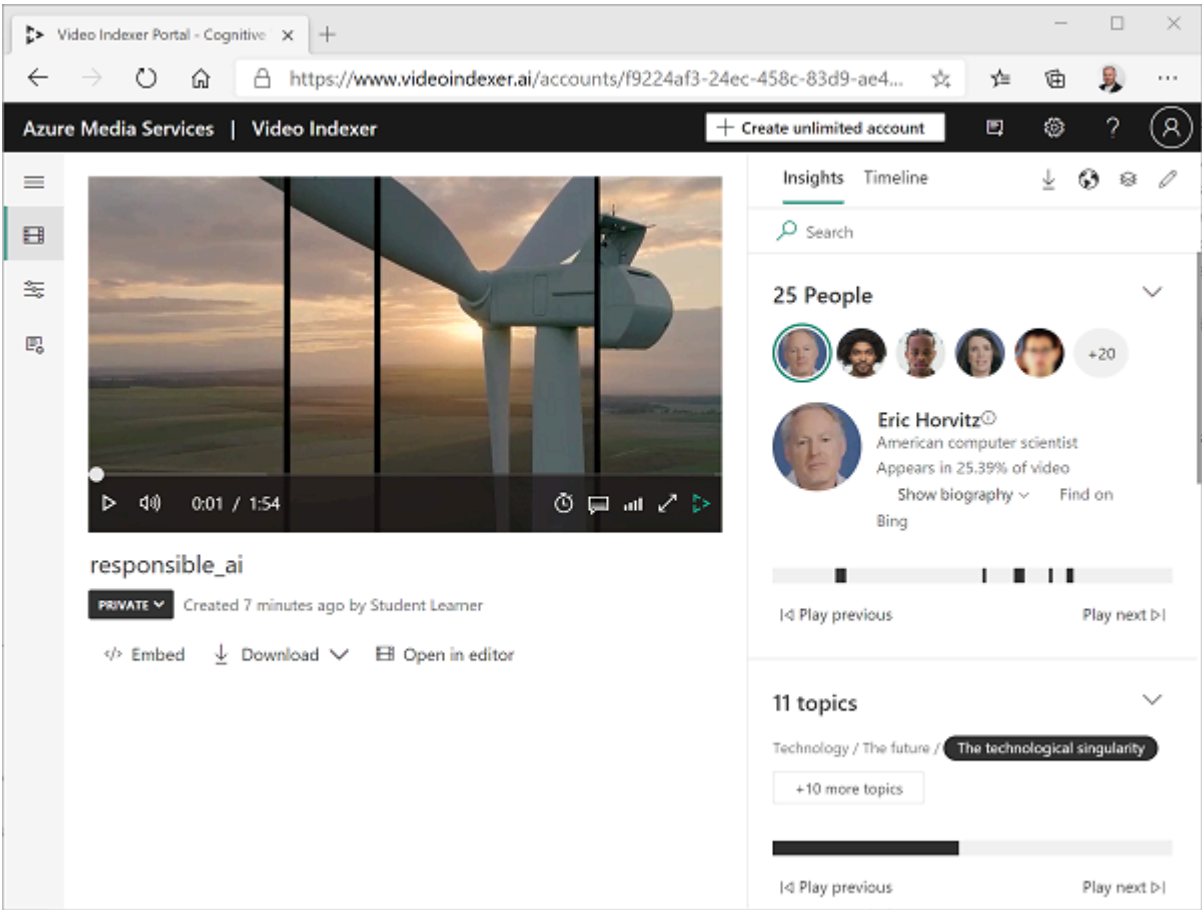 Video Indexer Portal - Cognitive
https://www.videoindexer.ai/accounts/f9224af3-24ec-458c-83d9-ae4...
Azure Media Services | Video Indexer
+ Create unlimited account
?
Insights Timeline
Search
25 People
+20
Eric Horvitz
American computer scientist
Appears in 25.39% of video
Show biography Find on
Bing
Play previous Play next
0:01 / 1:54
responsible_ai
PRIVATE Created 7 minutes ago by Student Learner
</> Embed Download Open in editor
11 topics
Technology / The future / The technological singularity
+10 more topics
Play previous Play next